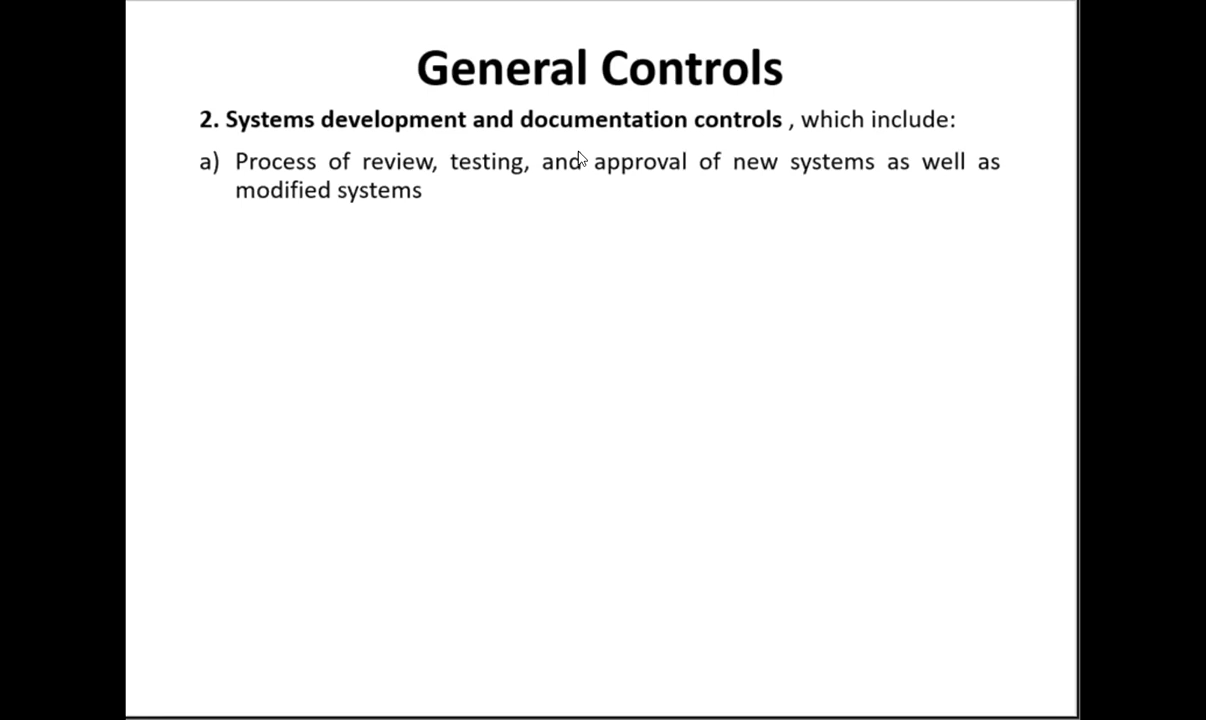 General Controls
2. Systems development and documentation controls , which include:
a) Process of review, testing, and approval of new systems as well as
modified systems